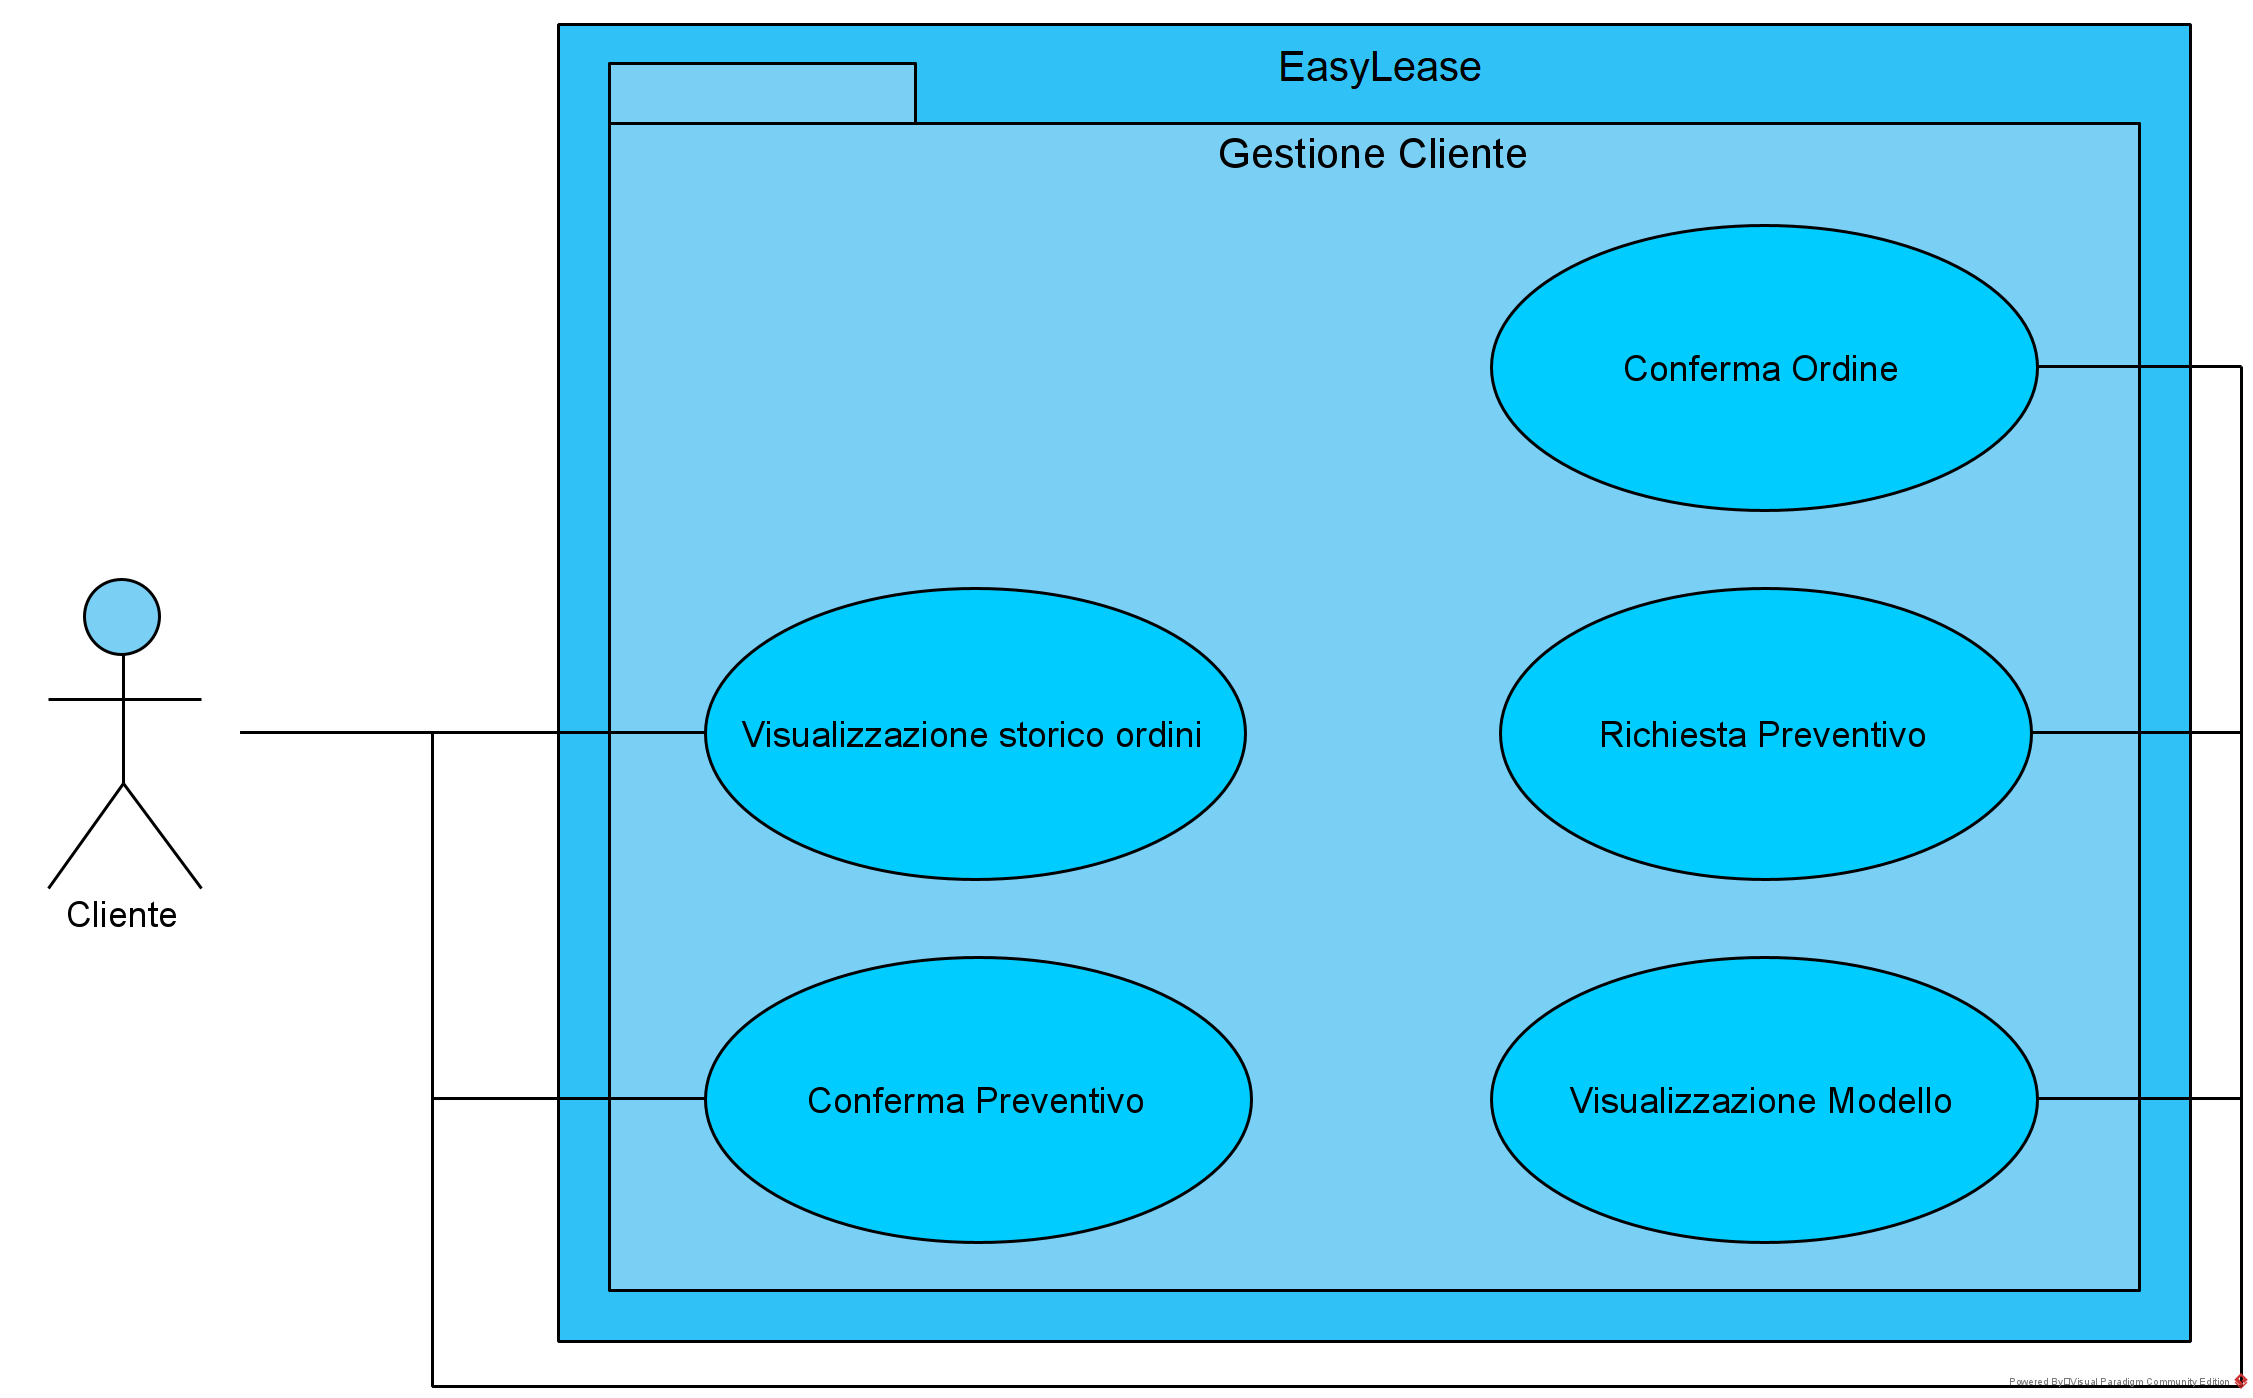 EasyLease
Gestione Cliente
Conferma Ordine
Visualizzazione storico ordini
Richiesta Preventivo
Cliente
Conferma Preventivo
Visualizzazione Modello
Powered By Visual Paradigm Community Edition